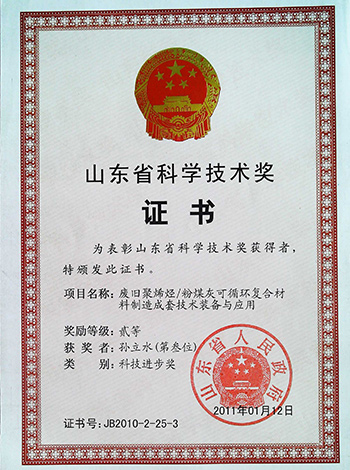 山东省科学技术奖
证书
为表彰山东省科学技术奖获得者，
特颁发此证书。
项目名称：废旧聚烯烃/粉煤灰可循环复合材
料制造成套技术装备与应用
奖励等级：贰等
获奖者：孙立水(第叁位)
类别：科技进步奖
山东省人民政府
2011年01月12日
证书号：JB2010-2-25-3